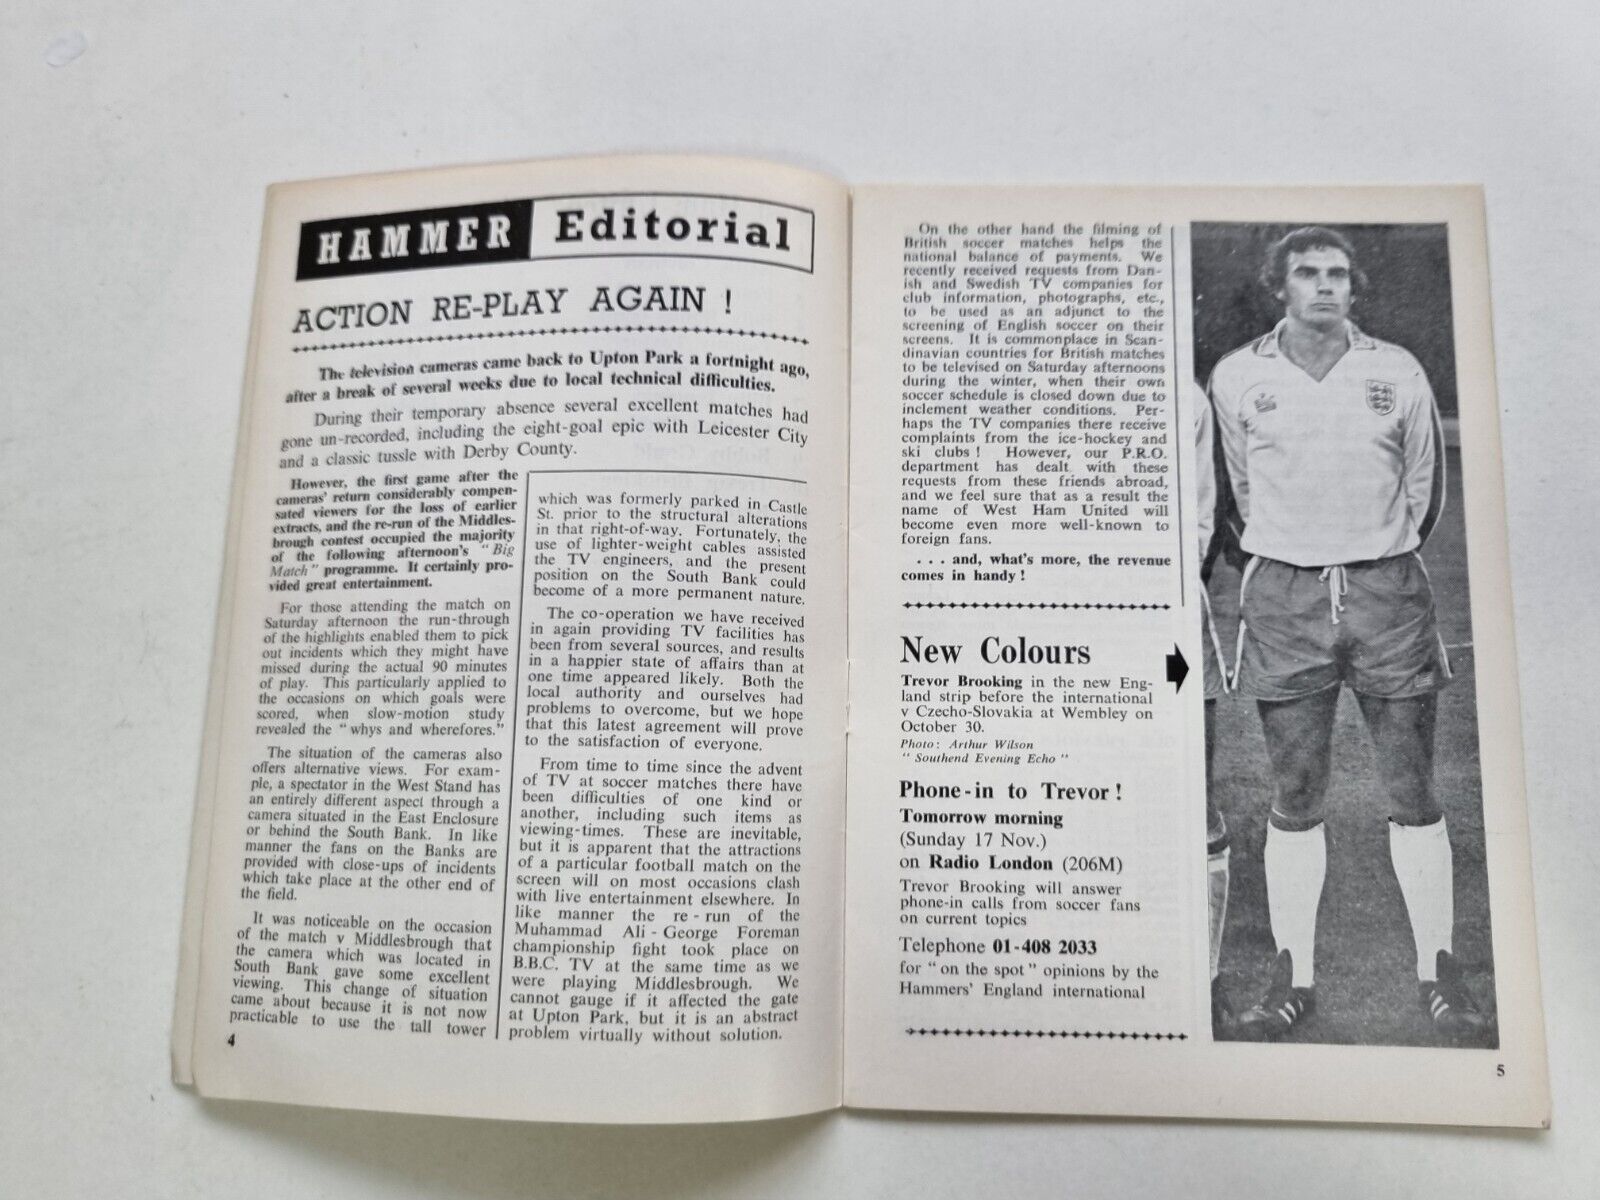 HAMMER Editorial
ACTION RE-PLAY AGAIN !
The television cameras came back to Upton Park a fortnight ago,
after a break of several weeks due to local technical difficulties.
During their temporary absence several excellent matches had
gone un-recorded, including the eight-goal epic with Leicester City
and a classic tussle with Derby County.
However, the first game after the
cameras' return considerably compen-
sated viewers for the loss of earlier
extracts, and the re-run of the Middles-
brough contest occupied the majority
of the following afternoon's "Big
Match" programme. It certainly pro-
vided great entertainment.
For those attending the match on
Saturday afternoon the run-through
of the highlights enabled them to pick
out incidents which they might have
missed during the actual 90 minutes
of play. This particularly applied to
the occasions on which goals were
scored, when slow-motion study
revealed the "whys and wherefores."
The situation of the cameras also
offers alternative views. For exam-
ple, a spectator in the West Stand has
an entirely different aspect through a
camera situated in the East Enclosure
or behind the South Bank. In like
manner the fans on the Banks are
provided with close-ups of incidents
which take place at the other end of
the field.
It was noticeable on the occasion
of the match v Middlesbrough that
the camera which was located in
South Bank gave some excellent
viewing. This change of situation
came about because it is not now
practicable to use the tall tower
4
which was formerly parked in Castle
St. prior to the structural alterations
in that right-of-way. Fortunately, the
use of lighter-weight cables assisted
the TV engineers, and the present
position on the South Bank could
become of a more permanent nature.
The co-operation we have received
in again providing TV facilities has
been from several sources, and results
in a happier state of affairs than at
one time appeared likely. Both the
local authority and ourselves had
problems to overcome, but we hope
that this latest agreement will prove
to the satisfaction of everyone.
From time to time since the advent
of TV at soccer matches there have
been difficulties of one kind or
another, including such items as
viewing-times. These are inevitable,
but it is apparent that the attractions
of a particular football match on the
screen will on most occasions clash
with live entertainment elsewhere. In
like manner the re-run of the
Muhammad Ali - George Foreman
championship fight took place on
B.B.C. TV at the same time as we
were playing Middlesbrough. We
cannot gauge if it affected the gate
at Upton Park, but it is an abstract
problem virtually without solution.
On the other hand the filming of
British soccer matches helps the
national balance of payments. We
recently received requests from Dan-
ish and Swedish TV companies for
club information, photographs, etc.,
to be used as an adjunct to the
screening of English soccer on their
screens. It is commonplace in Scan-
dinavian countries for British matches
to be televised on Saturday afternoons
during the winter, when their own
soccer schedule is closed down due to
inclement weather conditions. Per-
haps the TV companies there receive
complaints from the ice-hockey and
ski clubs ! However, our P.R.O.
department has dealt with these
requests from these friends abroad,
and we feel sure that as a result the
name of West Ham United will
become even more well-known to
foreign fans.
. . . and, what's more, the revenue
comes in handy !
New Colours
Trevor Brooking in the new Eng-
land strip before the international
v Czecho-Slovakia at Wembley on
October 30.
Photo: Arthur Wilson
"Southend Evening Echo"
Phone-in to Trevor !
Tomorrow morning
(Sunday 17 Nov.)
on Radio London (206M)
Trevor Brooking will answer
phone-in calls from soccer fans
on current topics
Telephone 01-408 2033
for "on the spot" opinions by the
Hammers' England international
5